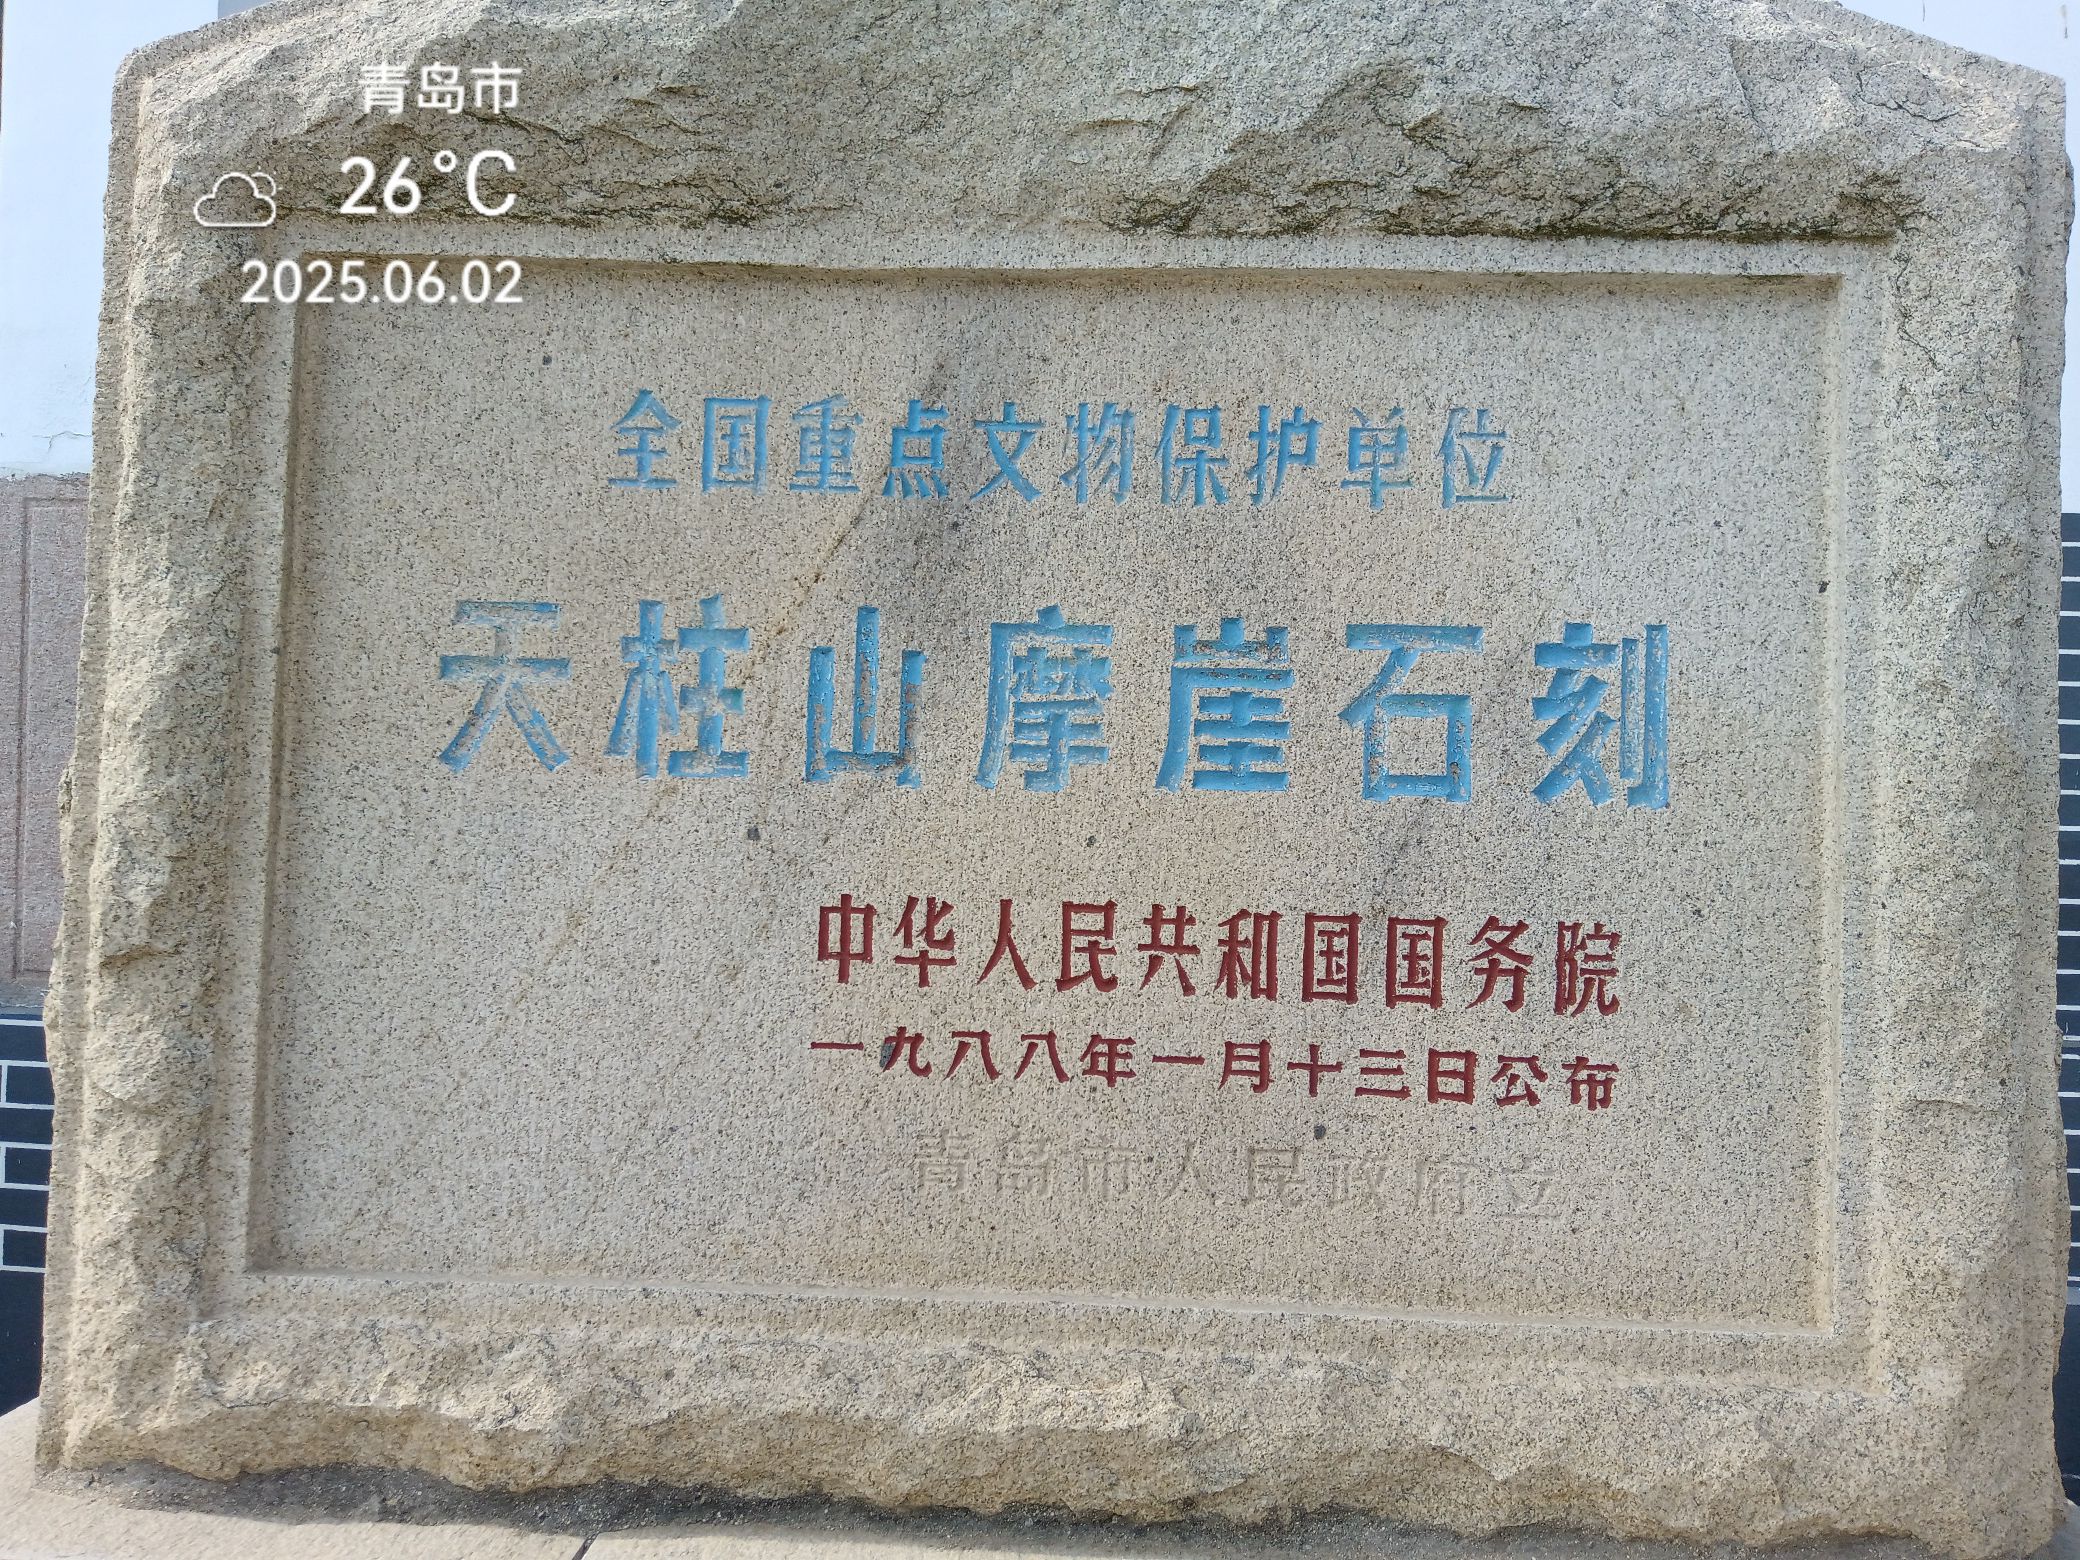 青岛市
26°C
2025.06.02
全国重点文物保护单位
天柱山摩崖石刻
中华人民共和国国务院
一九八八年一月十三日公布
青岛市人民政府立